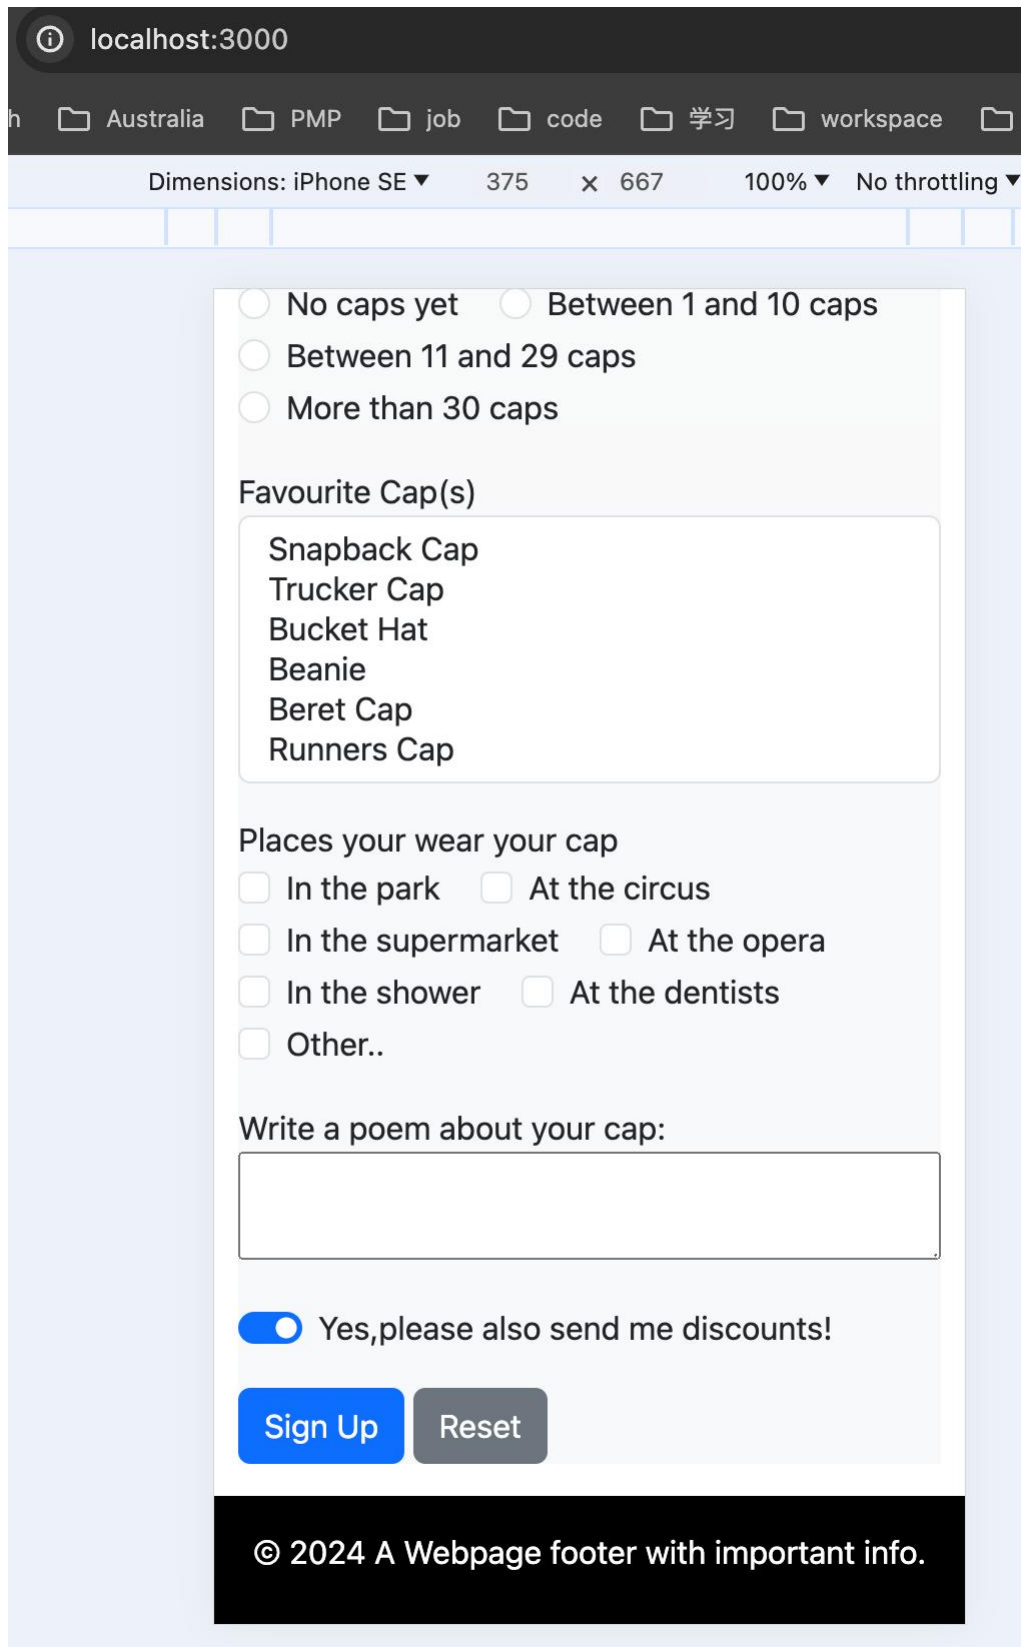 localhost:3000
h Australia PMP job code 学习 workspace
Dimensions: iPhone SE ▼ 375 x 667 100% ▼ No throttling ▼
No caps yet Between 1 and 10 caps
Between 11 and 29 caps
More than 30 caps
Favourite Cap(s)
Snapback Cap
Trucker Cap
Bucket Hat
Beanie
Beret Cap
Runners Cap
Places your wear your cap
In the park At the circus
In the supermarket At the opera
In the shower At the dentists
Other..
Write a poem about your cap:
Yes,please also send me discounts!
Sign Up Reset
© 2024 A Webpage footer with important info.